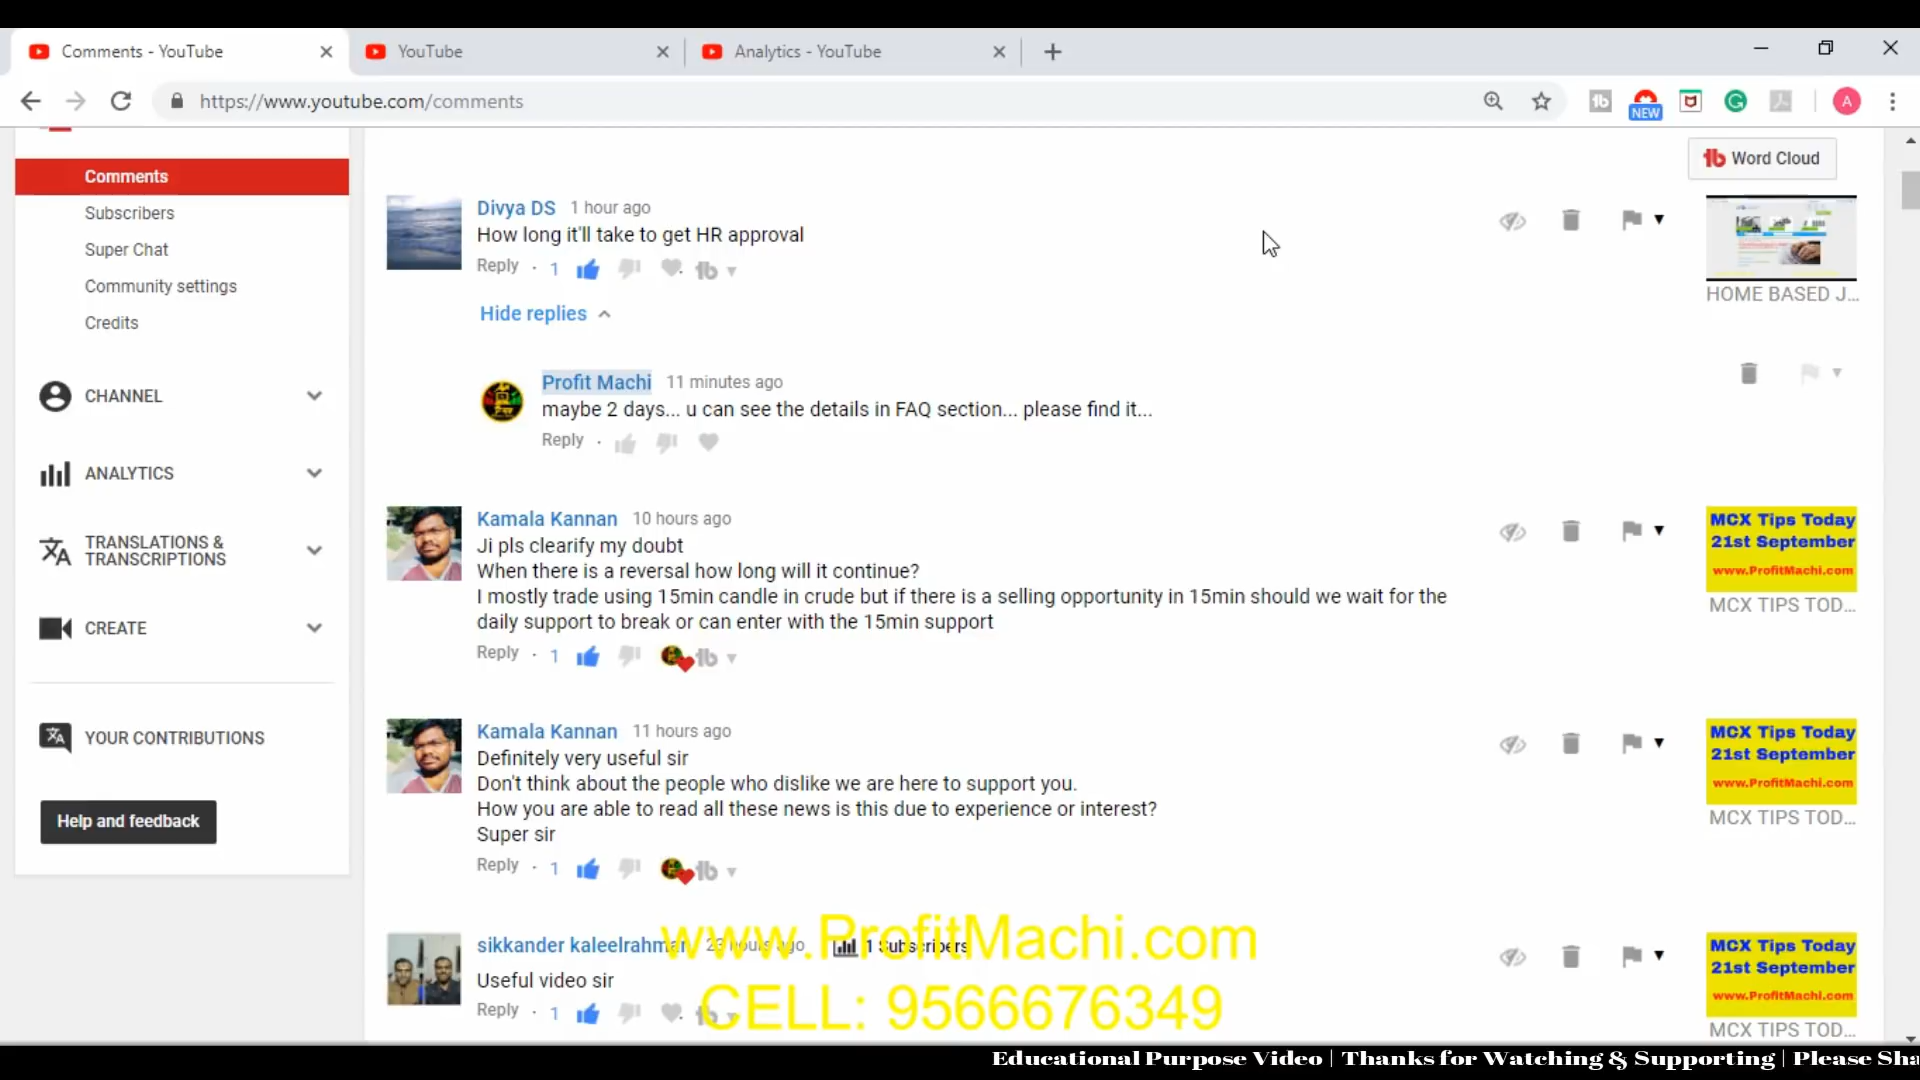 Comments - YouTube
YouTube
Analytics - YouTube
https://www.youtube.com/comments
NEW
A
Word Cloud
Comments
Subscribers
Super Chat
Community settings
Credits
CHANNEL
ANALYTICS
TRANSLATIONS &
TRANSCRIPTIONS
CREATE
YOUR CONTRIBUTIONS
Help and feedback
Divya DS 1 hour ago
How long it'll take to get HR approval
Reply · 1
HOME BASED J...
Hide replies
Profit Machi 11 minutes ago
maybe 2 days... u can see the details in FAQ section... please find it...
Reply ·
Kamala Kannan 10 hours ago
Ji pls clearify my doubt
When there is a reversal how long will it continue?
I mostly trade using 15min candle in crude but if there is a selling opportunity in 15min should we wait for the
daily support to break or can enter with the 15min support
Reply · 1
MCX Tips Today
21st September
www.ProfitMachi.com
MCX TIPS TOD...
Kamala Kannan 11 hours ago
Definitely very useful sir
Don't think about the people who dislike we are here to support you.
How you are able to read all these news is this due to experience or interest?
Super sir
Reply · 1
MCX Tips Today
21st September
www.ProfitMachi.com
MCX TIPS TOD...
sikkander kaleelrahman 23 hours ago 1 Subscribers
Useful video sir
Reply · 1
MCX Tips Today
21st September
www.ProfitMachi.com
MCX TIPS TOD...
www.ProfitMachi.com
CELL: 9566676349
Educational Purpose Video | Thanks for Watching & Supporting | Please Sha